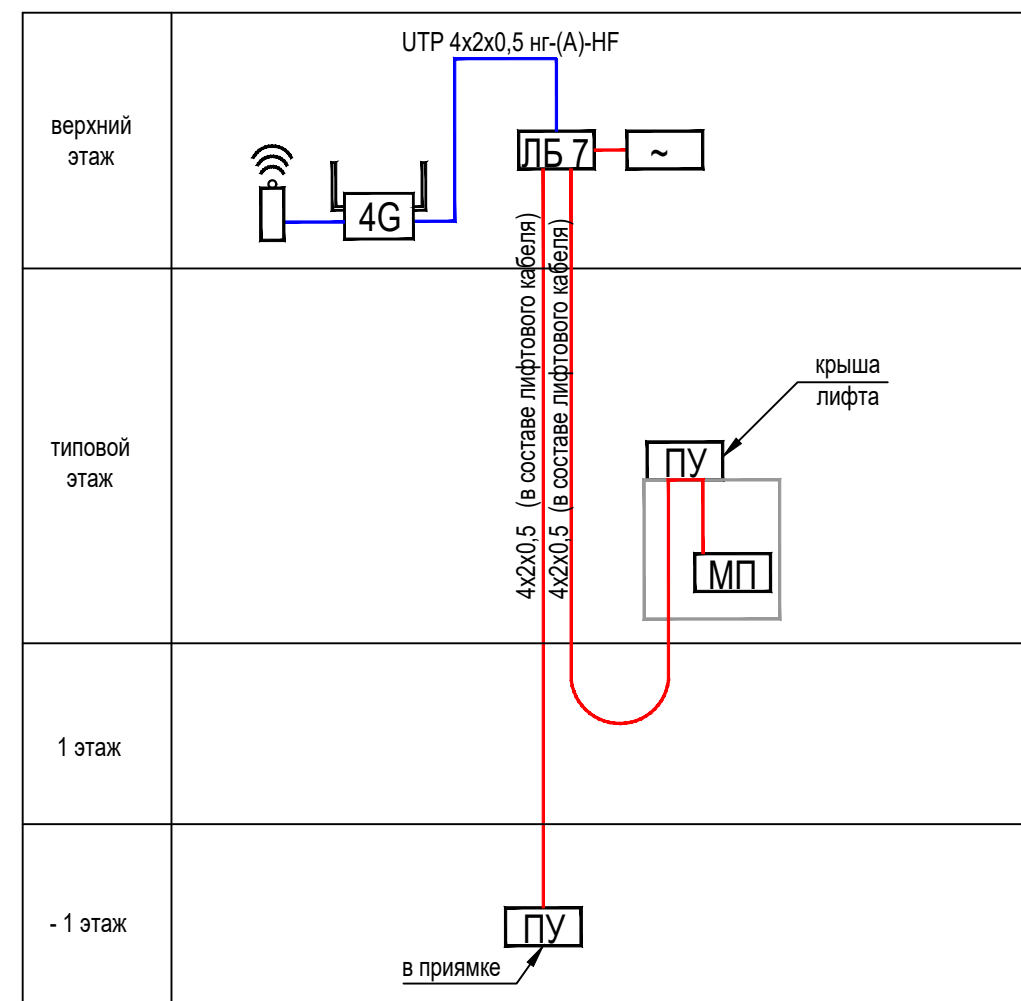 UTP 4x2x0,5 нг-(А)-HF
верхний
этаж
ЛБ 7
~
4G
4x2x0,5 (в составе лифтового кабеля)
4x2x0,5 (в составе лифтового кабеля)
типовой
этаж
крыша
лифта
ПУ
МП
1 этаж
- 1 этаж
ПУ
в приямке